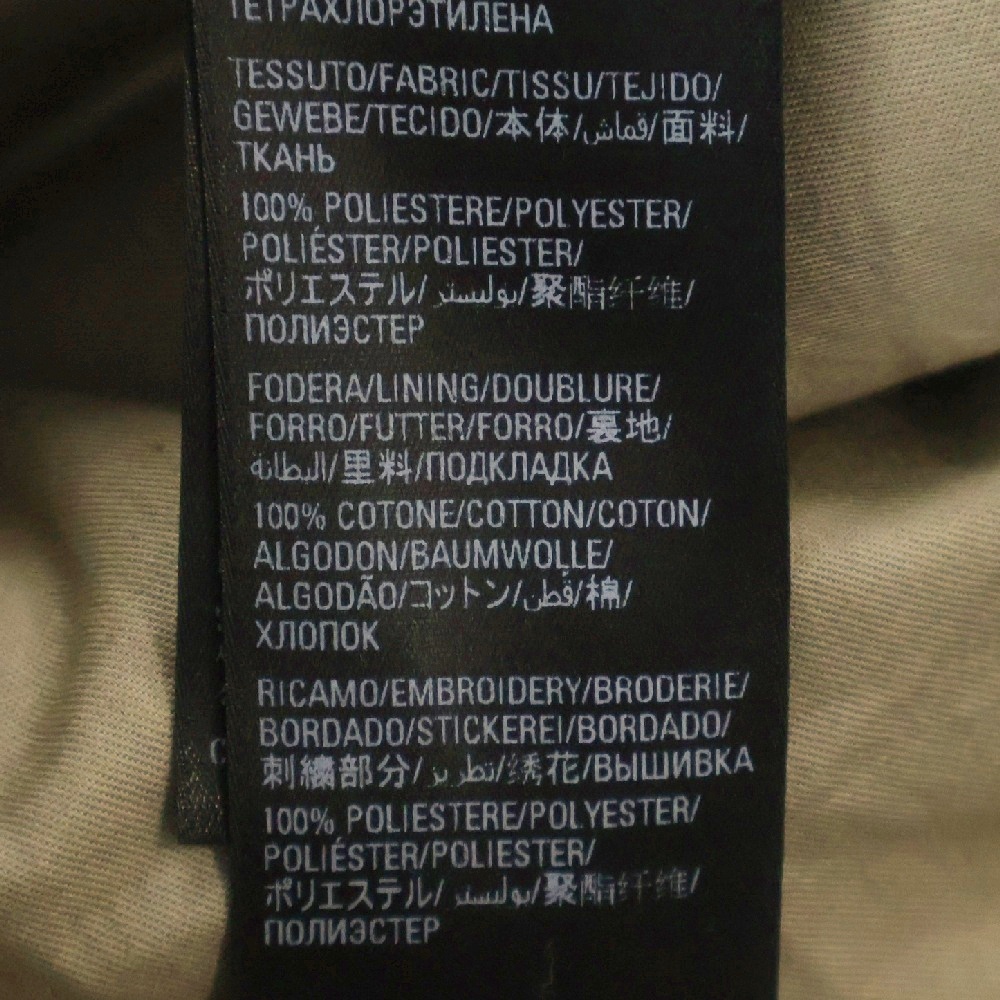 ТЕТРАХЛОРЭТИЛЕНА
TESSUTO/FABRIC/TISSU/TEJIDO/
GEWEBE/TECIDO/本体/قماش/面料/
ТКАНЬ
100% POLIESTERE/POLYESTER/
POLIÉSTER/POLIESTER/
ポリエステル/بوليستر/聚酯纤维/
ПОЛИЭСТЕР
FODERA/LINING/DOUBLURE/
FORRO/FUTTER/FORRO/裏地/
البطانة/里料/ПОДКЛАДКА
100% COTONE/COTTON/COTON/
ALGODON/BAUMWOLLE/
ALGODÃO/コットン/قطن/棉/
ХЛОПОК
RICAMO/EMBROIDERY/BRODERIE/
BORDADO/STICKEREI/BORDADO/
刺繍部分/تطريز/绣花/ВЫШИВКА
100% POLIESTERE/POLYESTER/
POLIÉSTER/POLIESTER/
ポリエステル/بوليستر/聚酯纤维/
ПОЛИЭСТЕР